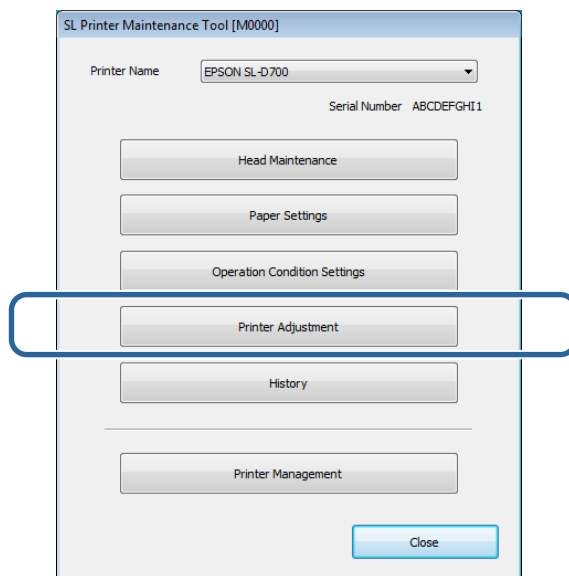 SL Printer Maintenance Tool [M0000]
Printer Name EPSON SL-D700
Serial Number ABCDEFGHI1
Head Maintenance
Paper Settings
Operation Condition Settings
Printer Adjustment
History
Printer Management
Close